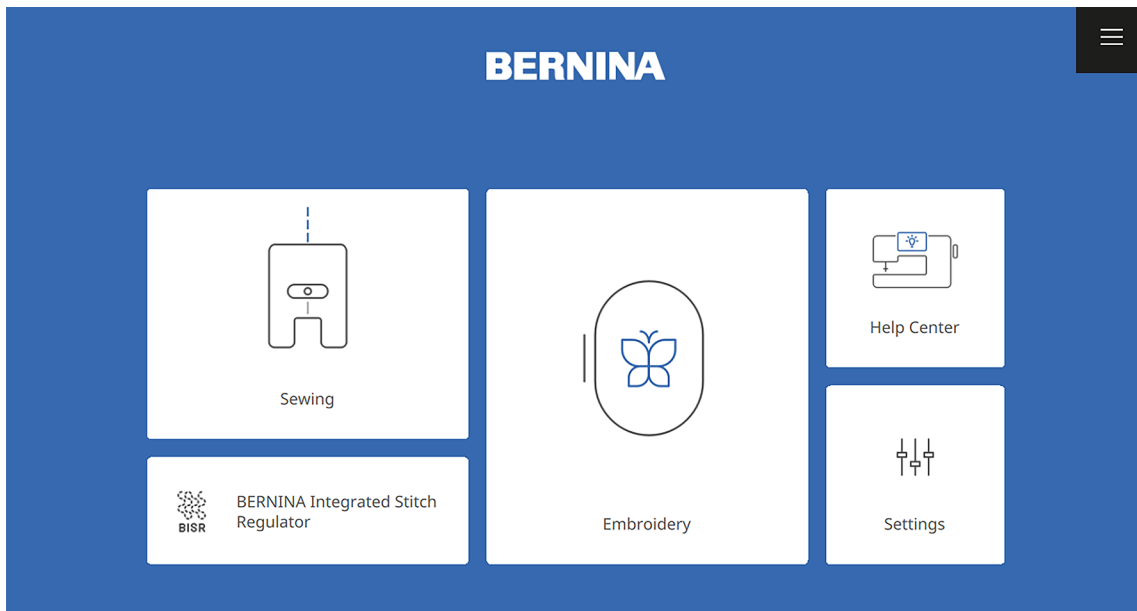 BERNINA
Sewing
BISR
BERNINA Integrated Stitch
Regulator
Embroidery
Help Center
Settings